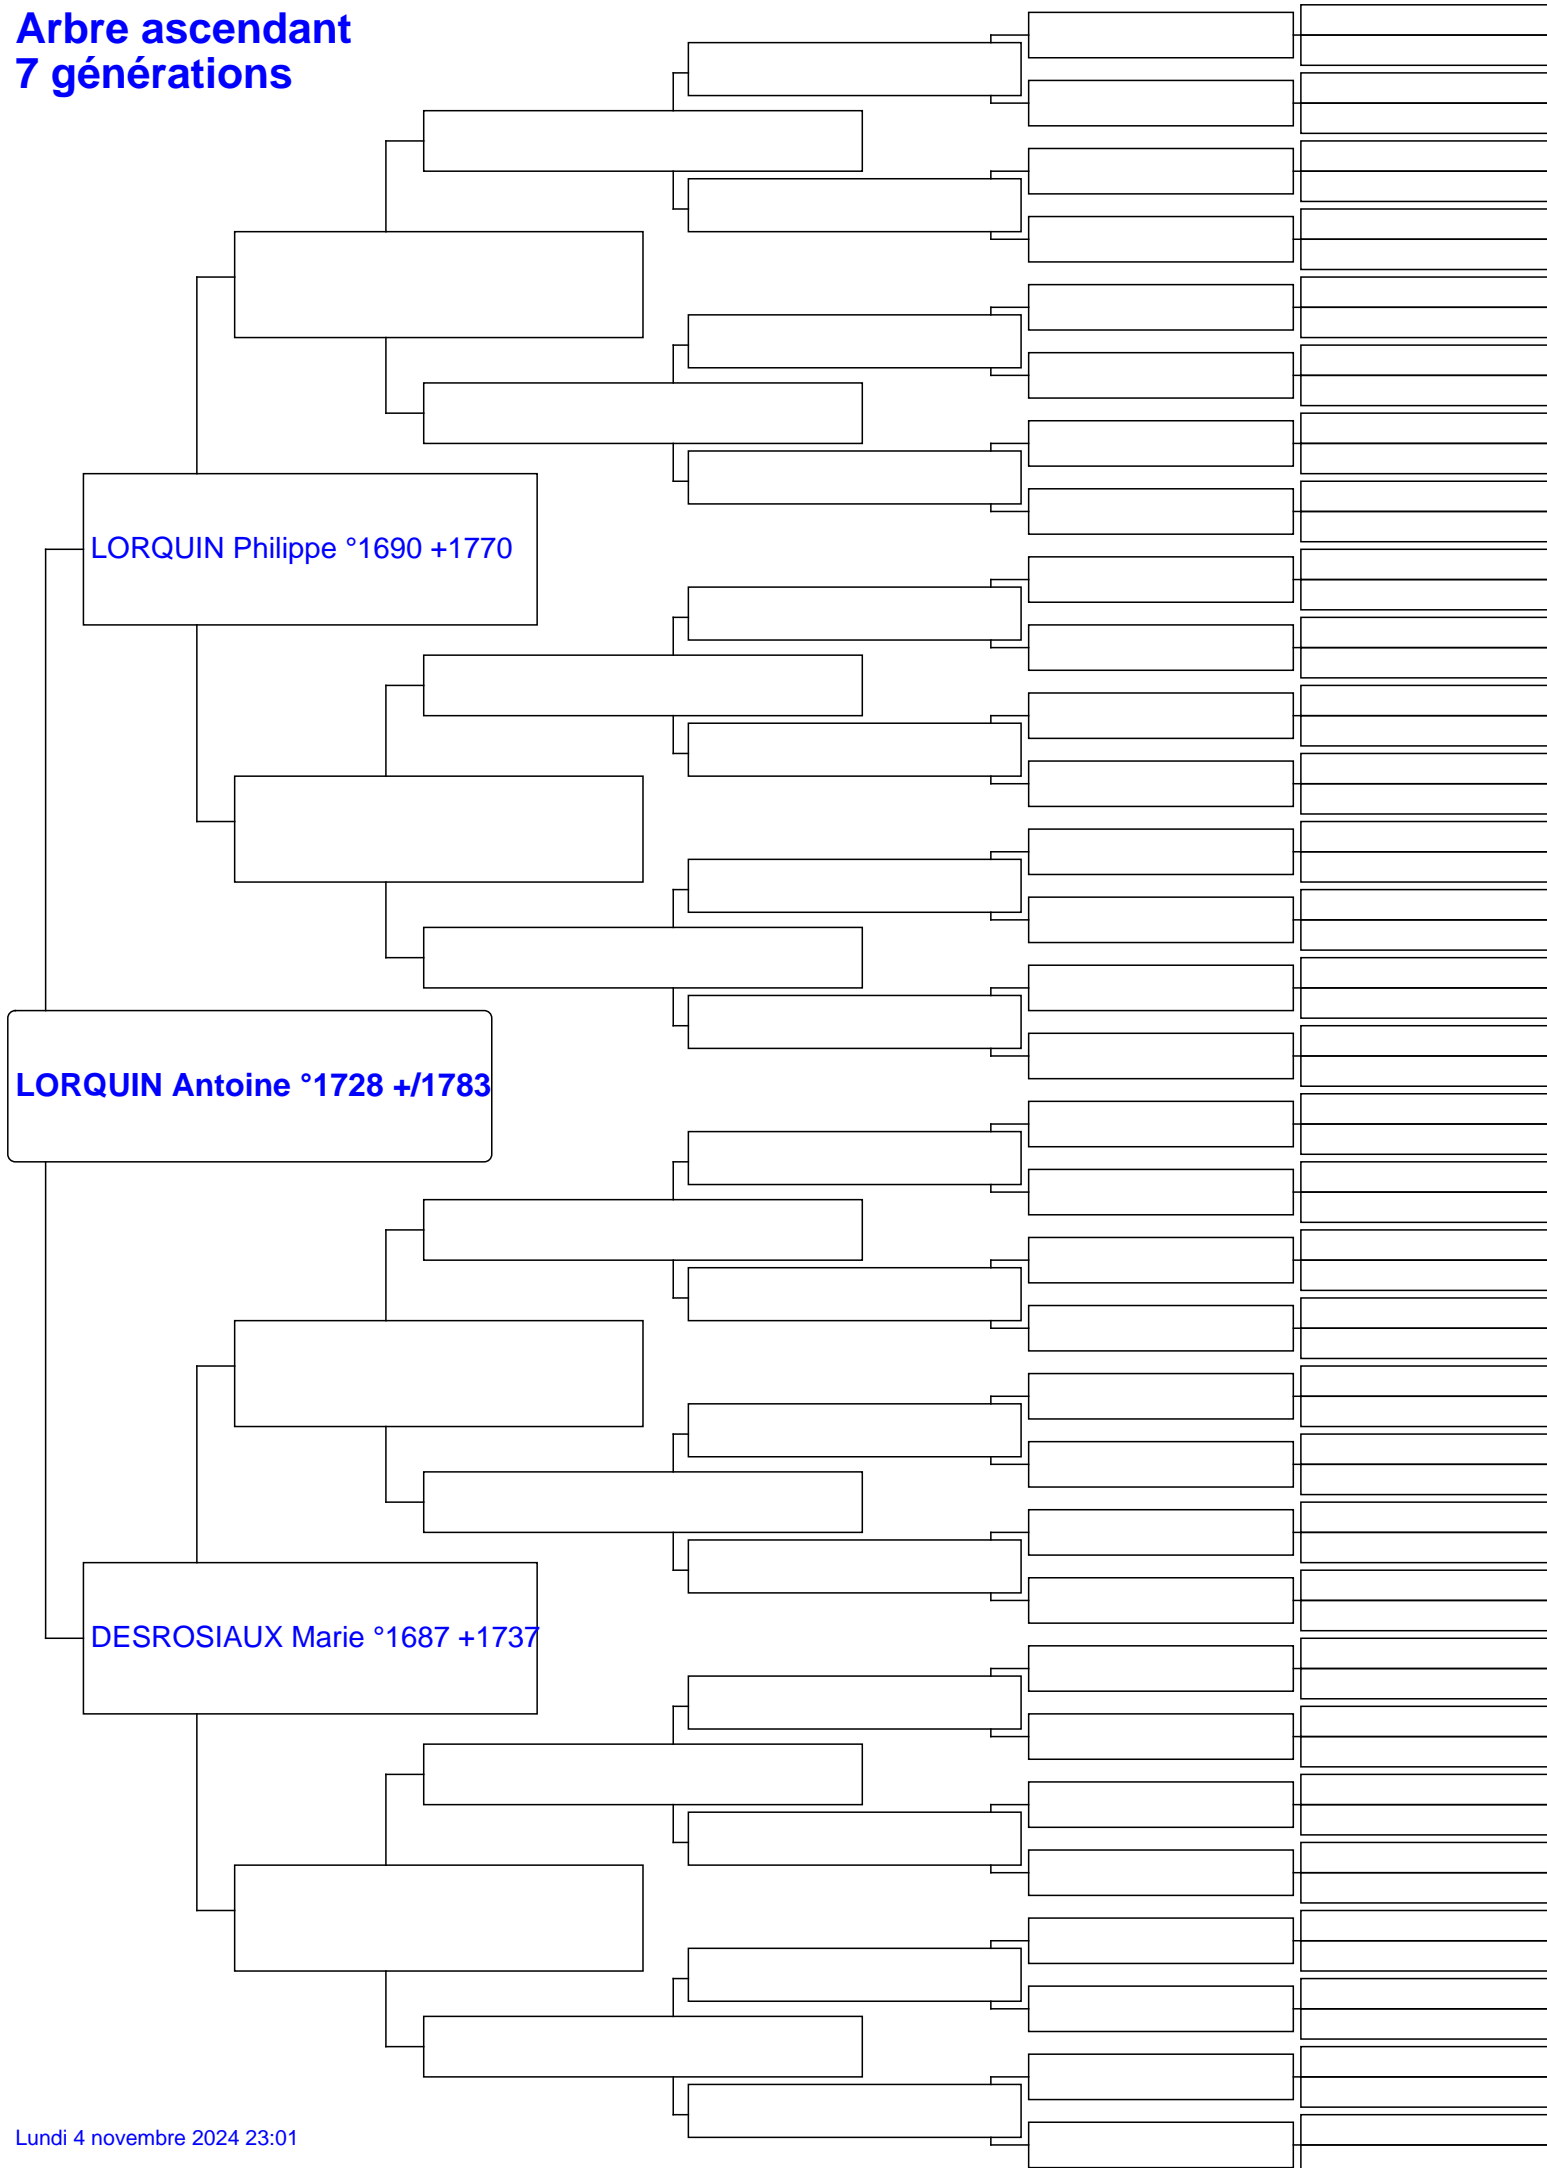 Arbre ascendant
7 générations
LORQUIN Philippe °1690 +1770
LORQUIN Antoine °1728 +/1783
DESROSIAUX Marie °1687 +1737
Lundi 4 novembre 2024 23:01